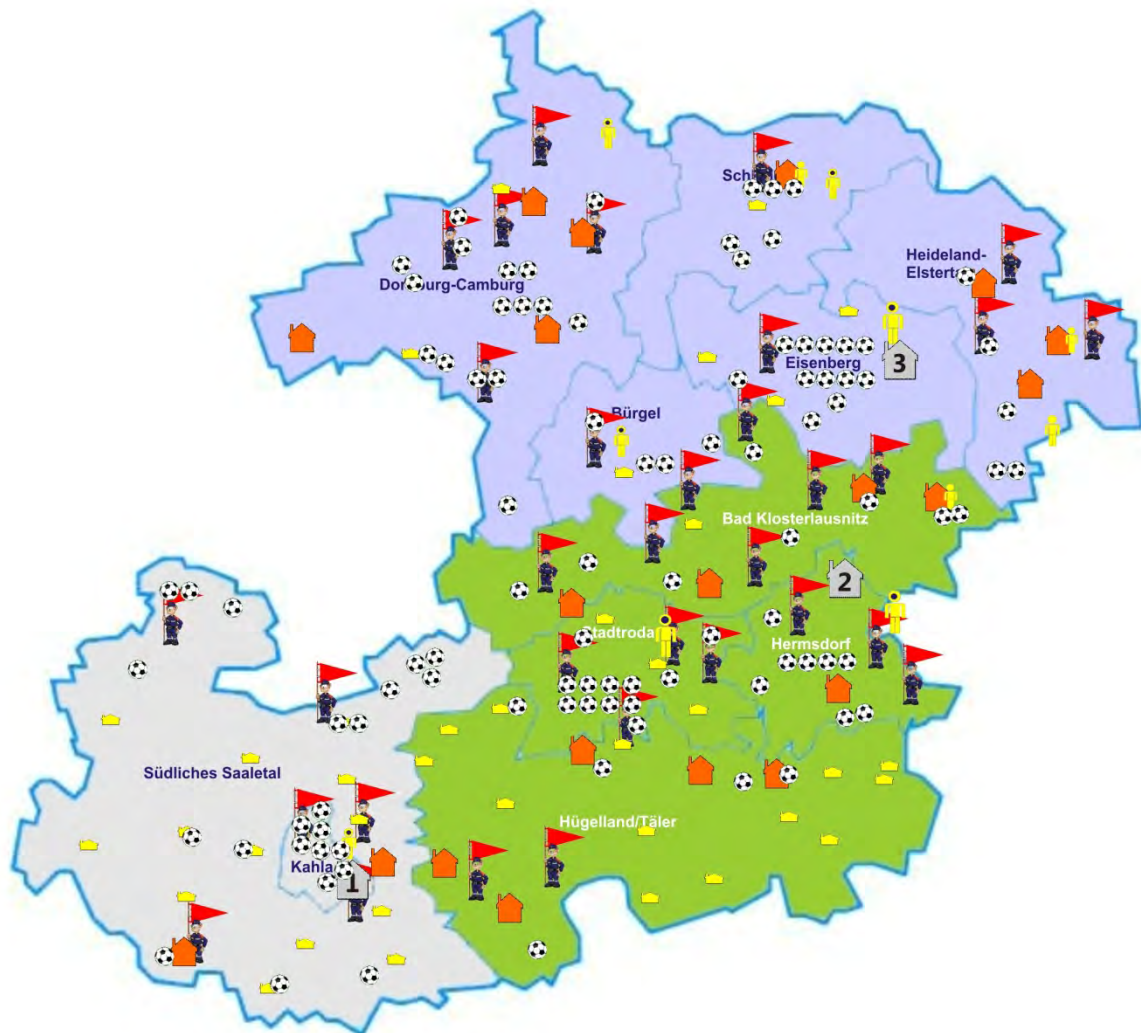 Heideland-
Eisenberg
3
Bürgel
Bad Klosterlausnitz
2
Stadtroda
Hermsdorf
Südliches Saaletal
Hügelland/Täler
Kahla
1